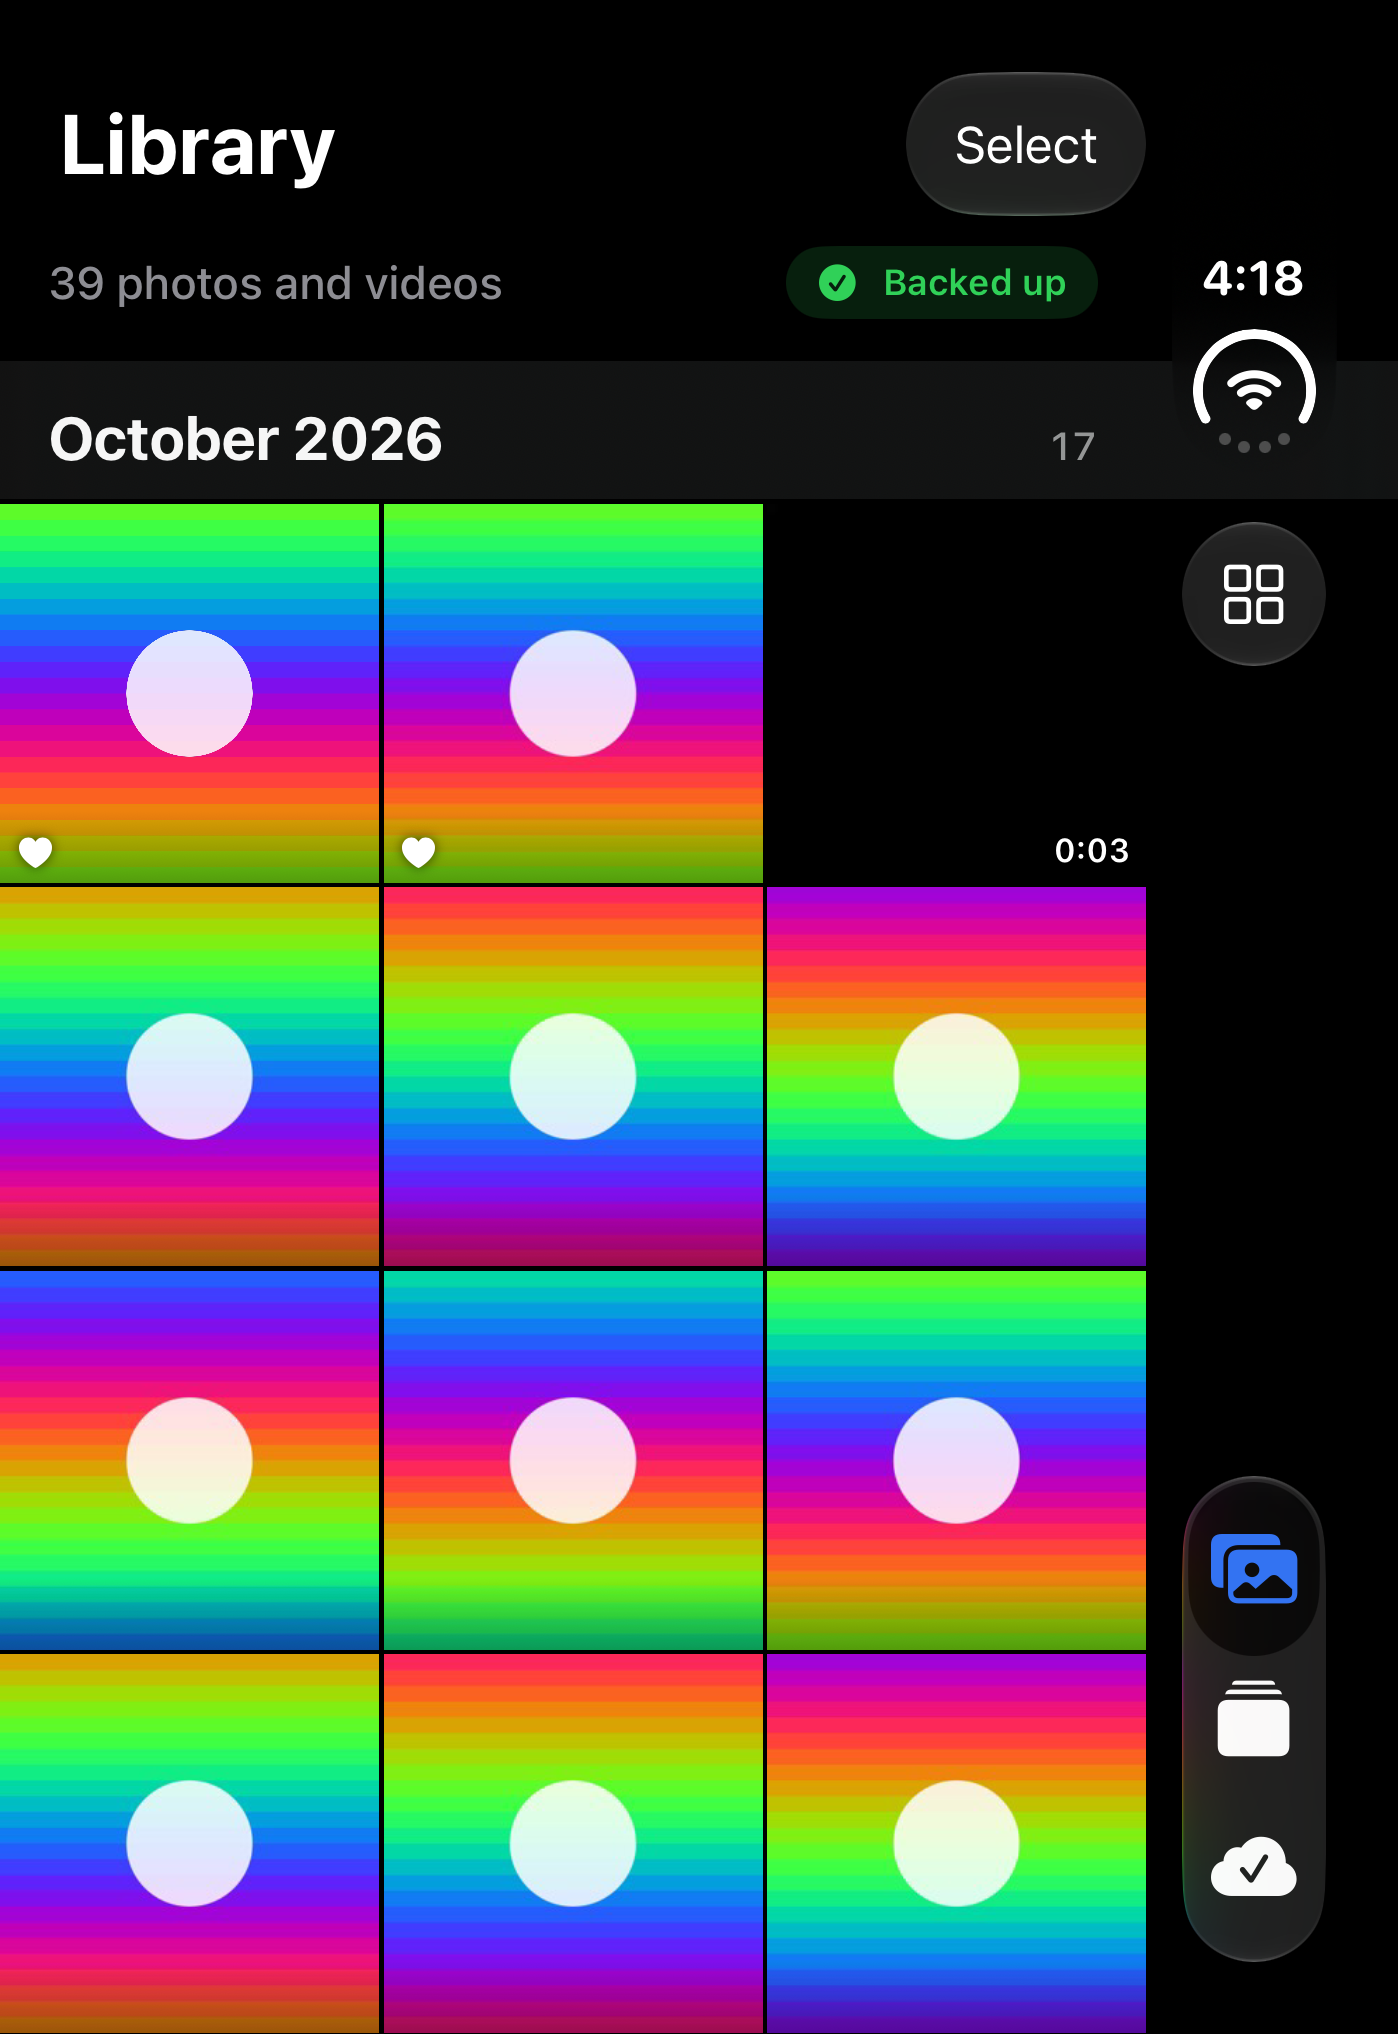 Library
Select
39 photos and videos
Backed up
4:18
October 2026
17
0:03